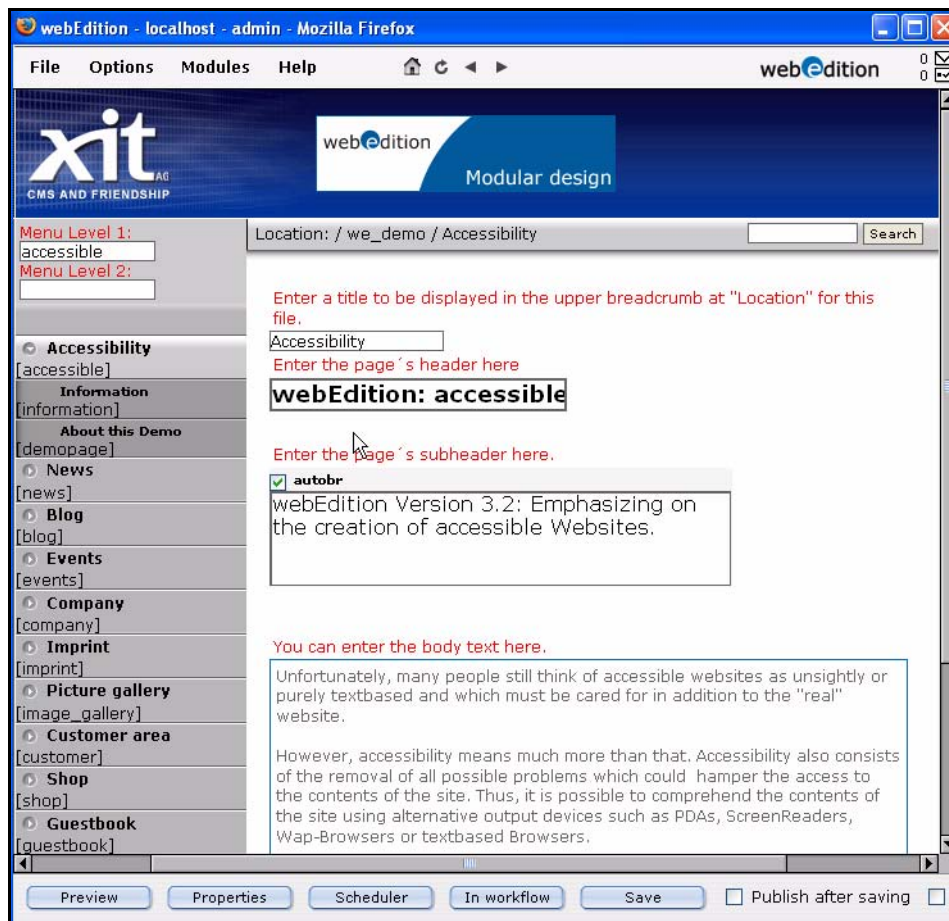 webEdition - localhost - admin - Mozilla Firefox
File Options Modules Help
webedition
0
0
xit AG
CMS AND FRIENDSHIP
webedition
Modular design
Menu Level 1:
accessible
Menu Level 2:
Location: / we_demo / Accessibility
Search
Accessibility
[accessible]
Information
[information]
About this Demo
[demopage]
News
[news]
Blog
[blog]
Events
[events]
Company
[company]
Imprint
[imprint]
Picture gallery
[image_gallery]
Customer area
[customer]
Shop
[shop]
Guestbook
[guestbook]
Enter a title to be displayed in the upper breadcrumb at "Location" for this
file.
Accessibility
Enter the page´s header here
webEdition: accessible
Enter the page´s subheader here.
autobr
webEdition Version 3.2: Emphasizing on
the creation of accessible Websites.
You can enter the body text here.
Unfortunately, many people still think of accessible websites as unsightly or
purely textbased and which must be cared for in addition to the "real"
website.
However, accessibility means much more than that. Accessibility also consists
of the removal of all possible problems which could hamper the access to
the contents of the site. Thus, it is possible to comprehend the contents of
the site using alternative output devices such as PDAs, ScreenReaders,
Wap-Browsers or textbased Browsers.
Preview Properties Scheduler In workflow Save Publish after saving